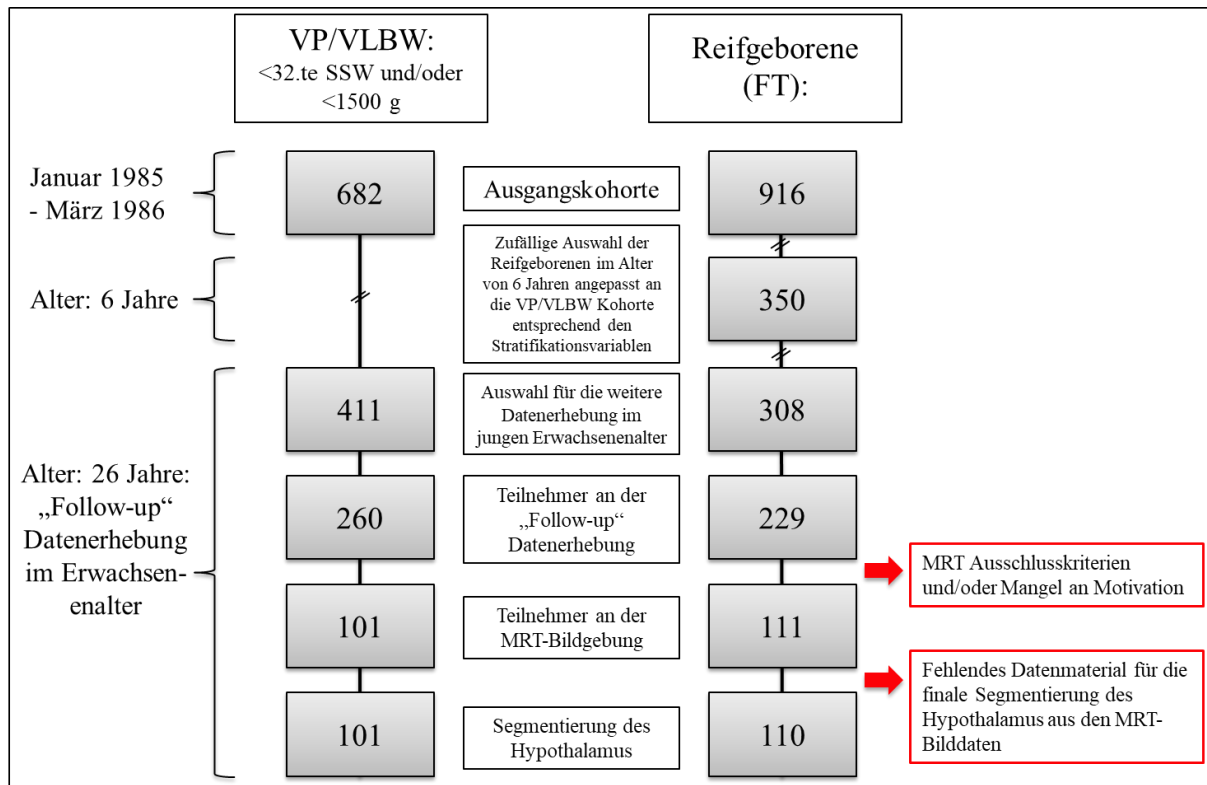 VP/VLBW:
<32.te SSW und/oder
<1500 g
Reifgeborene
(FT):
Januar 1985
- März 1986
682
Ausgangskohorte
916
Alter: 6 Jahre
Zufällige Auswahl der
Reifgeborenen im Alter
von 6 Jahren angepasst an
die VP/VLBW Kohorte
entsprechend den
Stratifikationsvariablen
350
Alter: 26 Jahre:
„Follow-up“
Datenerhebung
im Erwachsen-
enalter
411
Auswahl für die weitere
Datenerhebung im
jungen Erwachsenenalter
308
260
Teilnehmer an der
„Follow-up“
Datenerhebung
229
MRT Ausschlusskriterien
und/oder Mangel an Motivation
101
Teilnehmer an der
MRT-Bildgebung
111
Fehlendes Datenmaterial für die
finale Segmentierung des
Hypothalamus aus den MRT-
Bilddaten
101
Segmentierung des
Hypothalamus
110